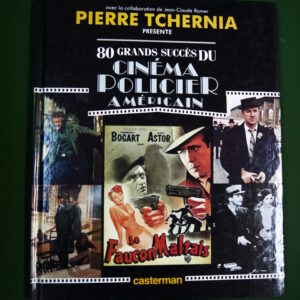 avec la collaboration de Jean-Claude Romer
PIERRE TCHERNIA
PRÉSENTE
80 GRANDS SUCCÈS DU
CINÉMA
POLICIER
AMÉRICAIN
BOGART ASTOR
Le
Faucon Maltais
casterman